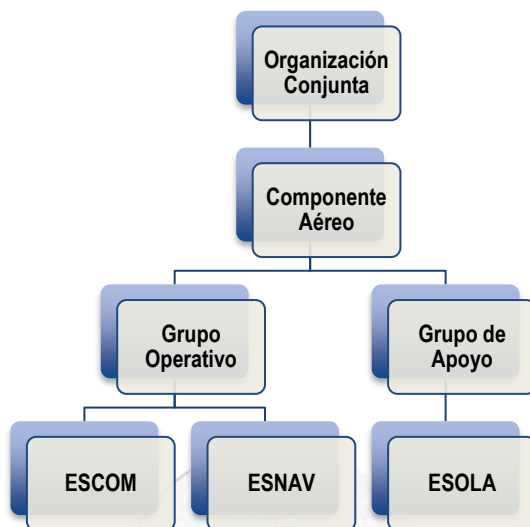 Organización
Conjunta
Componente
Aéreo
Grupo
Operativo
Grupo de
Apoyo
ESCOM
ESNAV
ESOLA